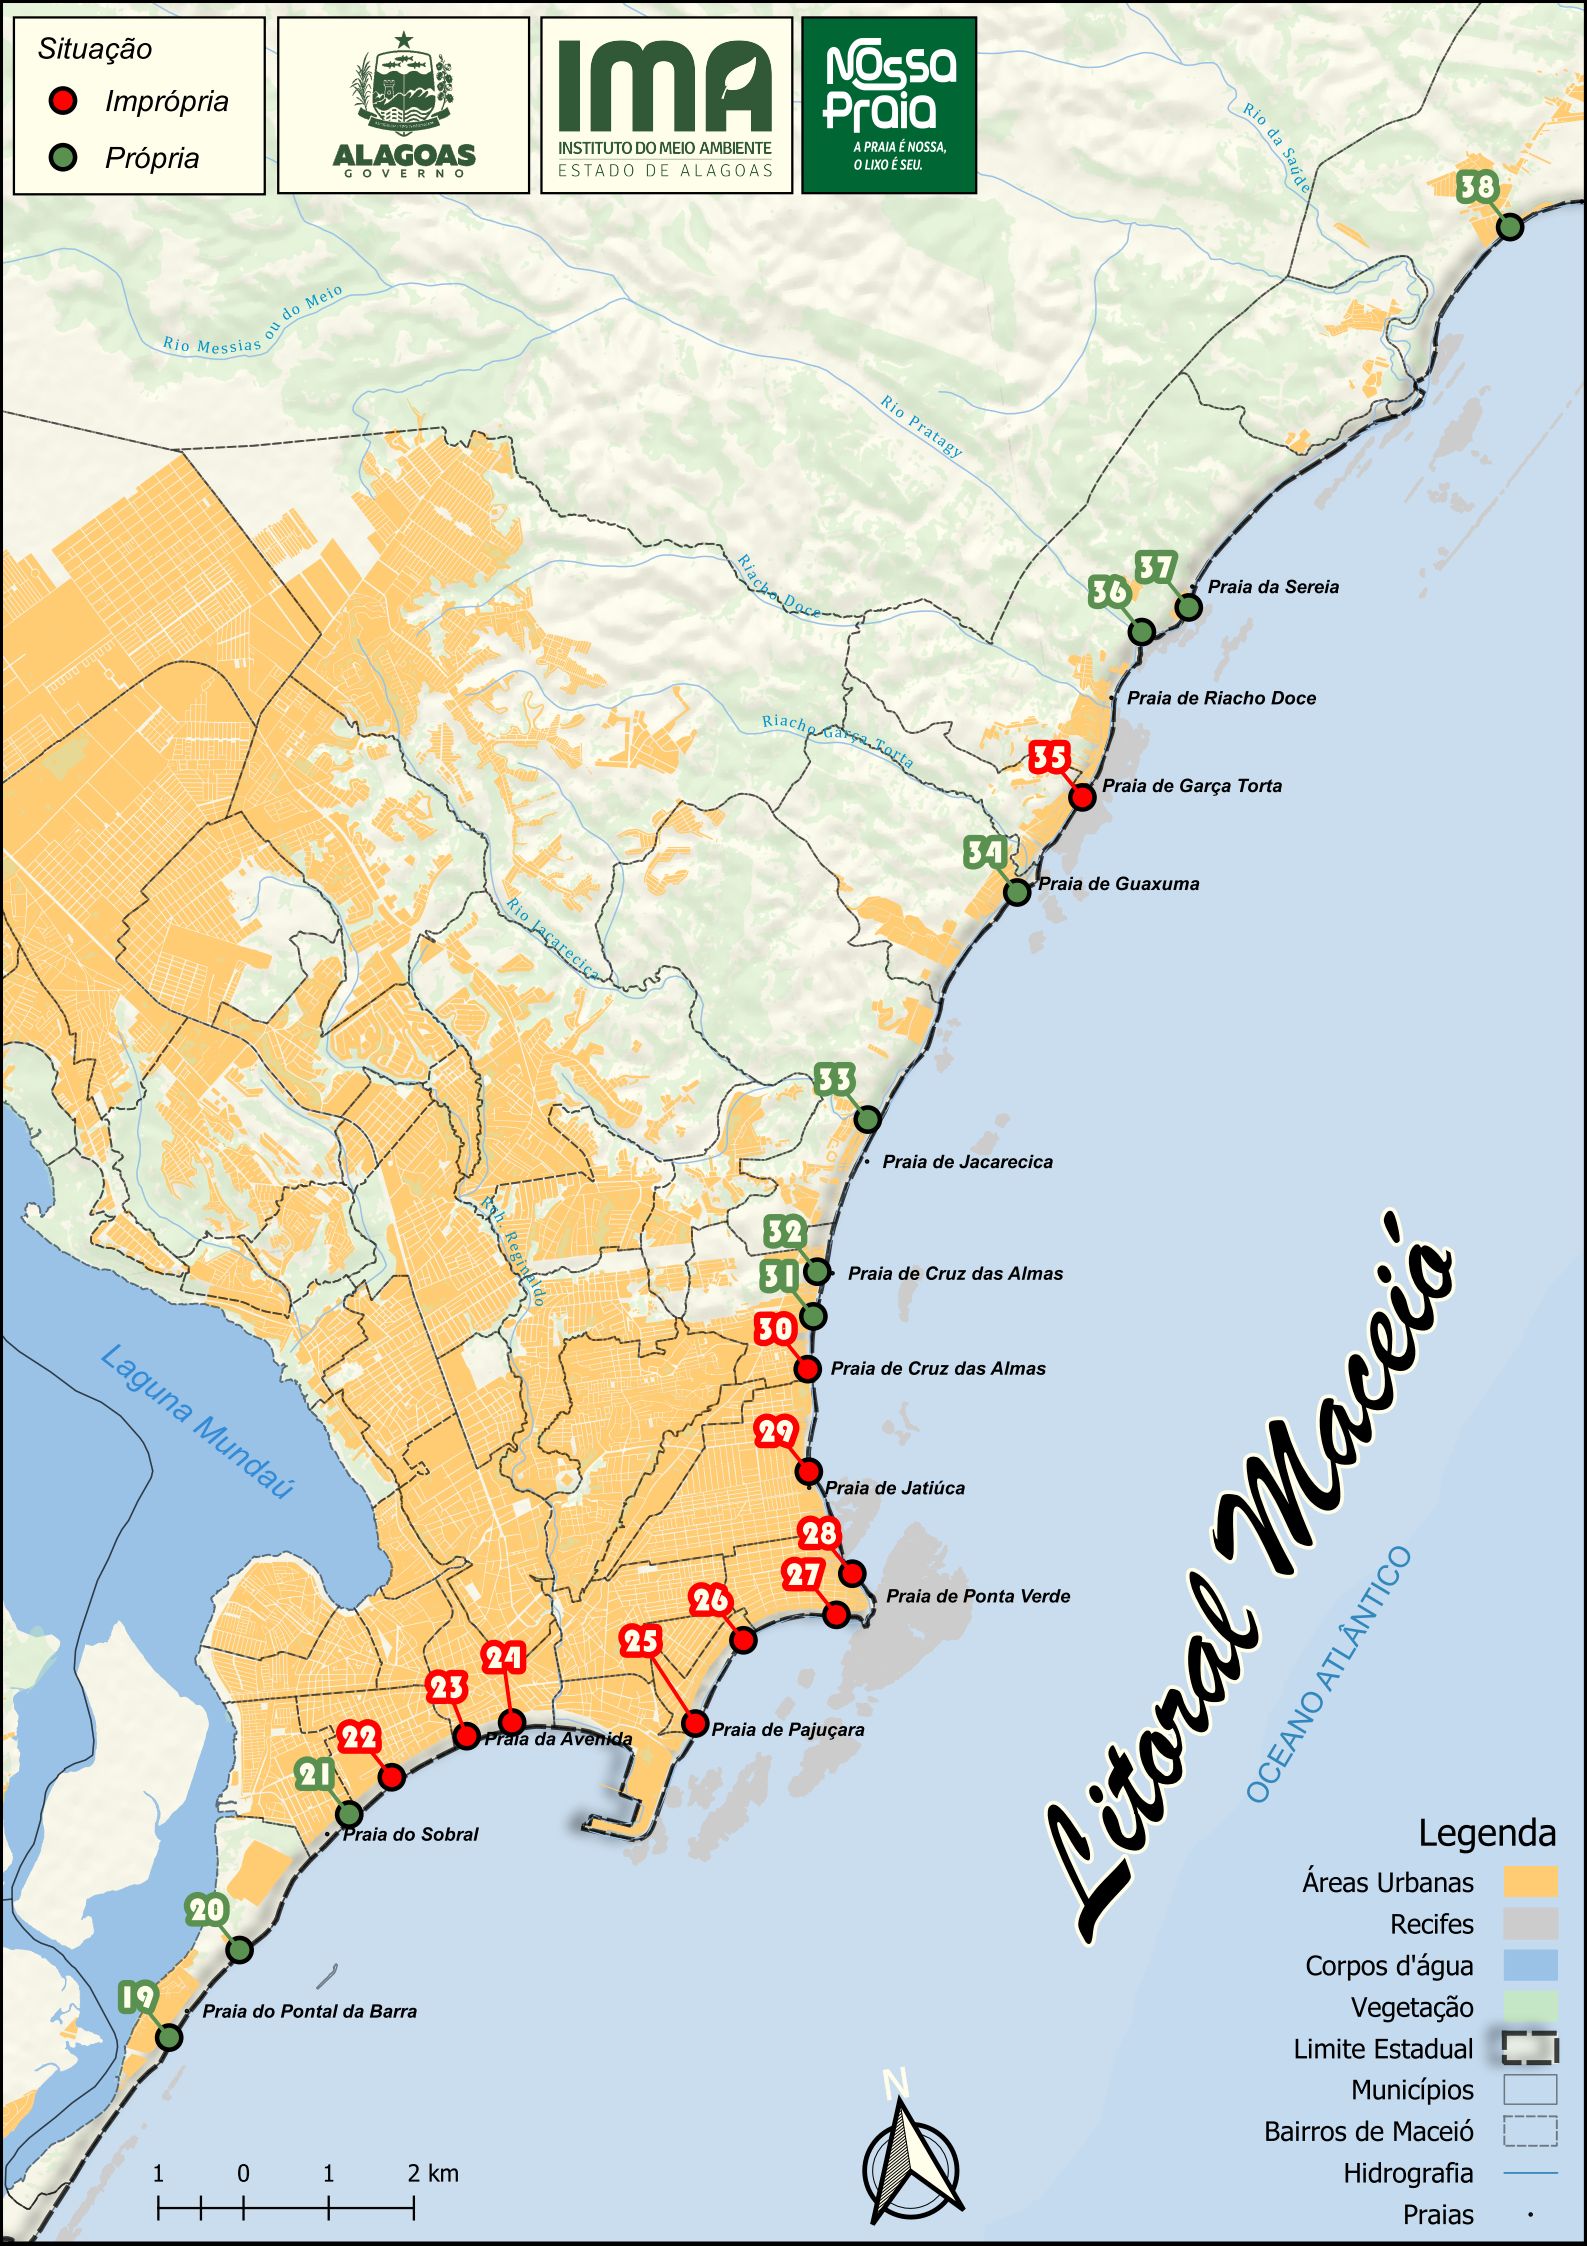 Situação
Imprópria
Própria
ALAGOAS
GOVERNO
IMA
INSTITUTO DO MEIO AMBIENTE
ESTADO DE ALAGOAS
Nossa
Praia
A PRAIA É NOSSA,
O LIXO É SEU.
Rio da Saúde
38
Rio Messias ou do Meio
Rio Pratagy
Riacho Doce
37
36
Praia da Sereia
Praia de Riacho Doce
Riacho Garça Torta
35
Praia de Garça Torta
34
Praia de Guaxuma
Rio Jacarecica
33
Praia de Jacarecica
Rch. Reginaldo
32
31
Praia de Cruz das Almas
30
Praia de Cruz das Almas
Laguna Mundaú
29
Praia de Jatiúca
28
27
Praia de Ponta Verde
26
25
24
23
22
Praia de Pajuçara
Praia da Avenida
21
Praia do Sobral
20
19
Praia do Pontal da Barra
Litoral Maceió
OCEANO ATLÂNTICO
Legenda
Áreas Urbanas
Recifes
Corpos d'água
Vegetação
Limite Estadual
Municípios
Bairros de Maceió
Hidrografia
Praias
N
1 0 1 2 km